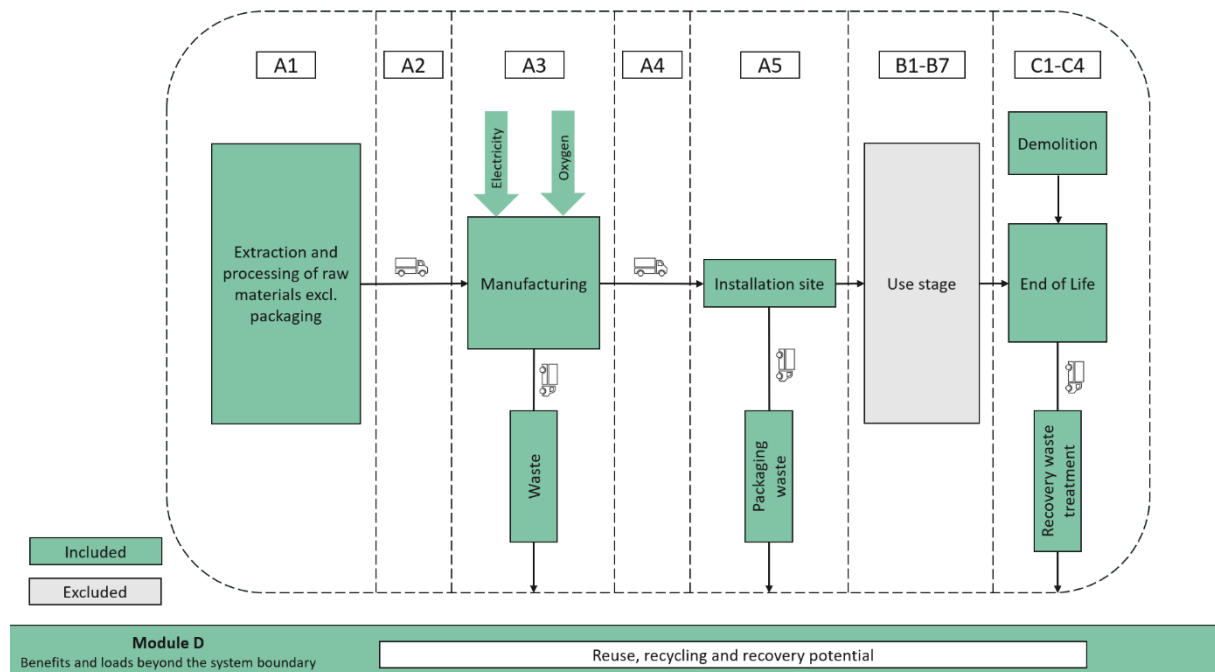 A1
A2
A3
A4
A5
B1-B7
C1-C4
Electricity
Oxygen
Demolition
Extraction and
processing of raw
materials excl.
packaging
Manufacturing
Installation site
Use stage
End of Life
Waste
Packaging
waste
Recovery waste
treatment
Included
Excluded
Module D
Benefits and loads beyond the system boundary
Reuse, recycling and recovery potential